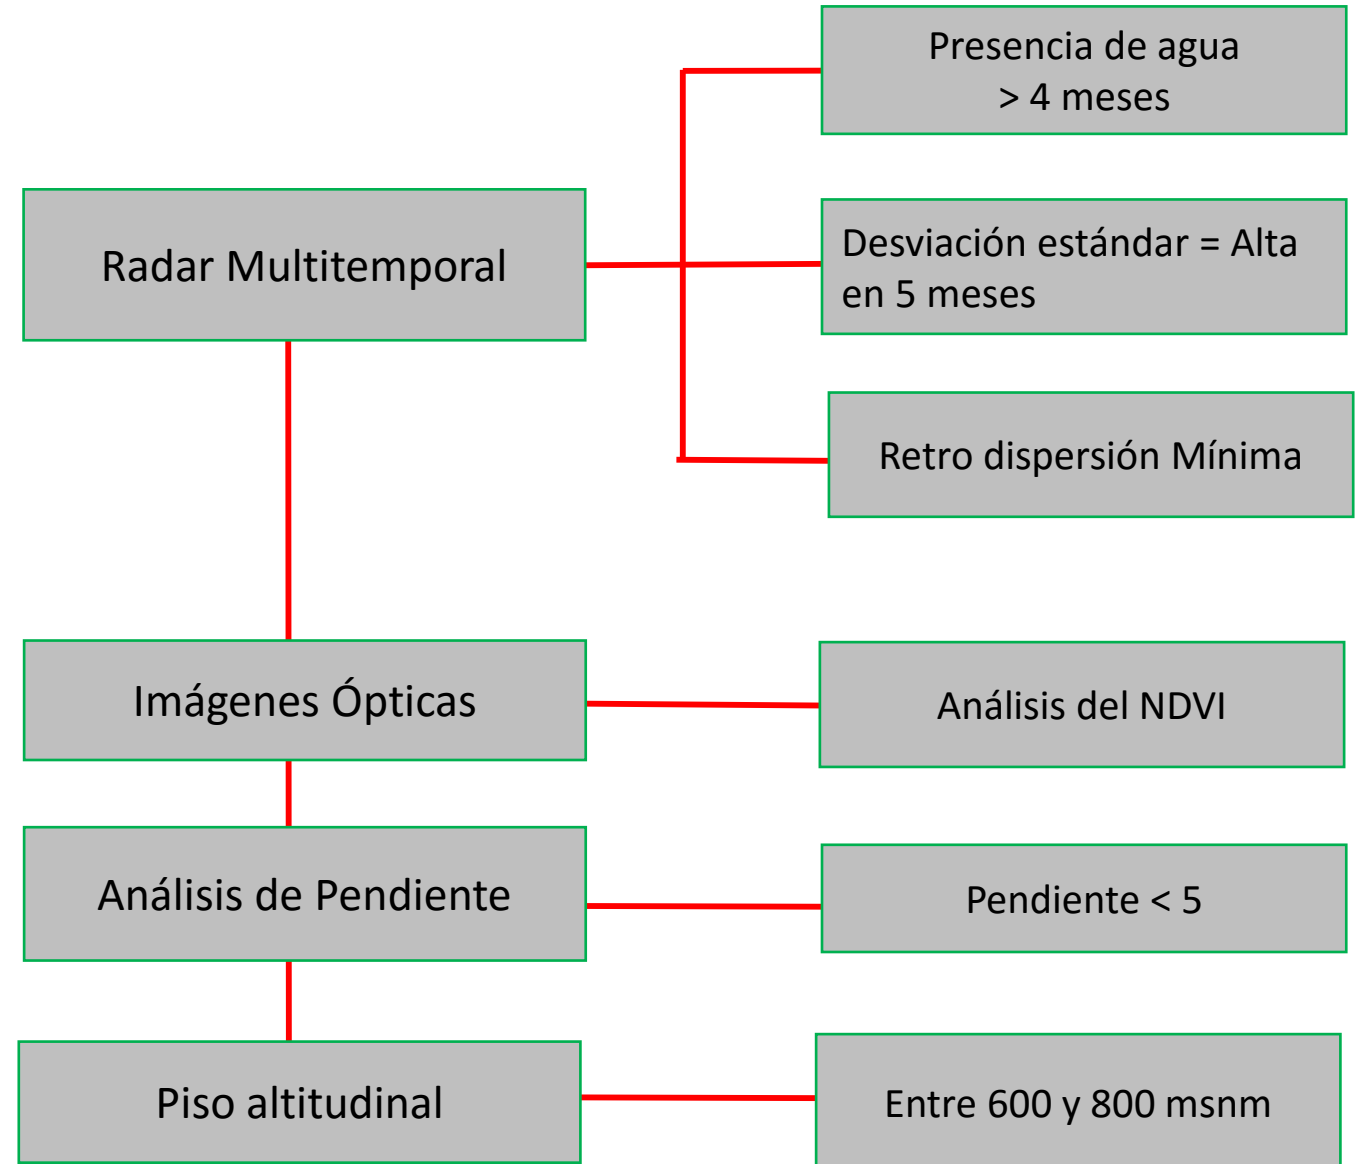 Presencia de agua
> 4 meses
Radar Multitemporal
Desviación estándar = Alta
en 5 meses
Retro dispersión Mínima
Imágenes Ópticas
Análisis del NDVI
Análisis de Pendiente
Pendiente < 5
Piso altitudinal
Entre 600 y 800 msnm